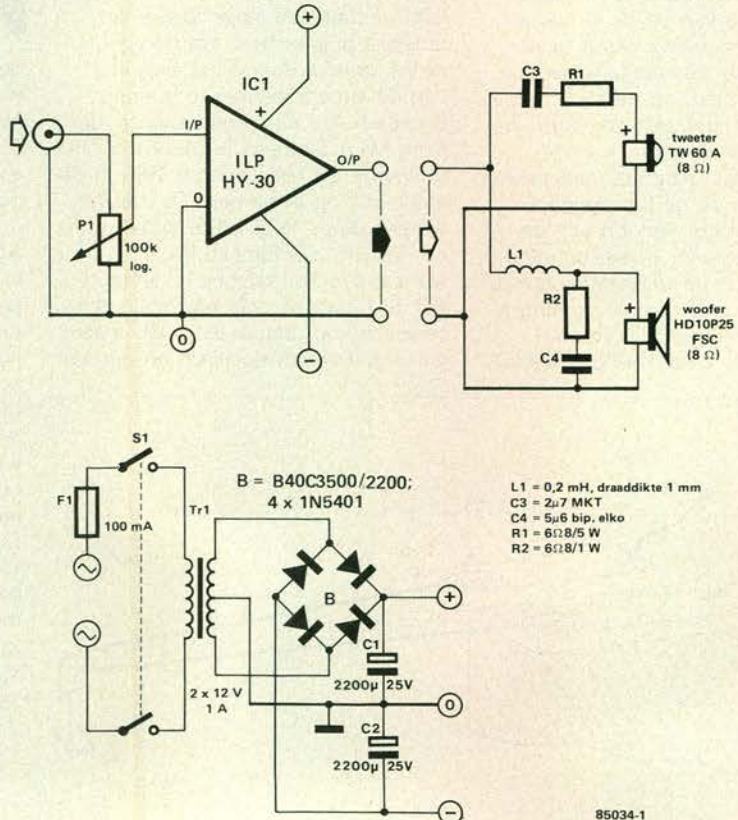 +
IC1
+
I/P
ILP
HY-30
O/P
O
−
P1
100k
log.
O
−
C3
R1
+
tweeter
TW 60 A
(8 Ω)
L1
R2
C4
+
woofer
HD10P25
FSC
(8 Ω)
S1
F1
100 mA
Tr1
2 x 12 V
1 A
B = B40C3500/2200;
4 x 1N5401
B
+
C1
2200µ 25V
0
C2
2200µ 25V
−
L1 = 0,2 mH, draaddikte 1 mm
C3 = 2µ7 MKT
C4 = 5µ6 bip. elko
R1 = 6Ω8/5 W
R2 = 6Ω8/1 W
85034-1